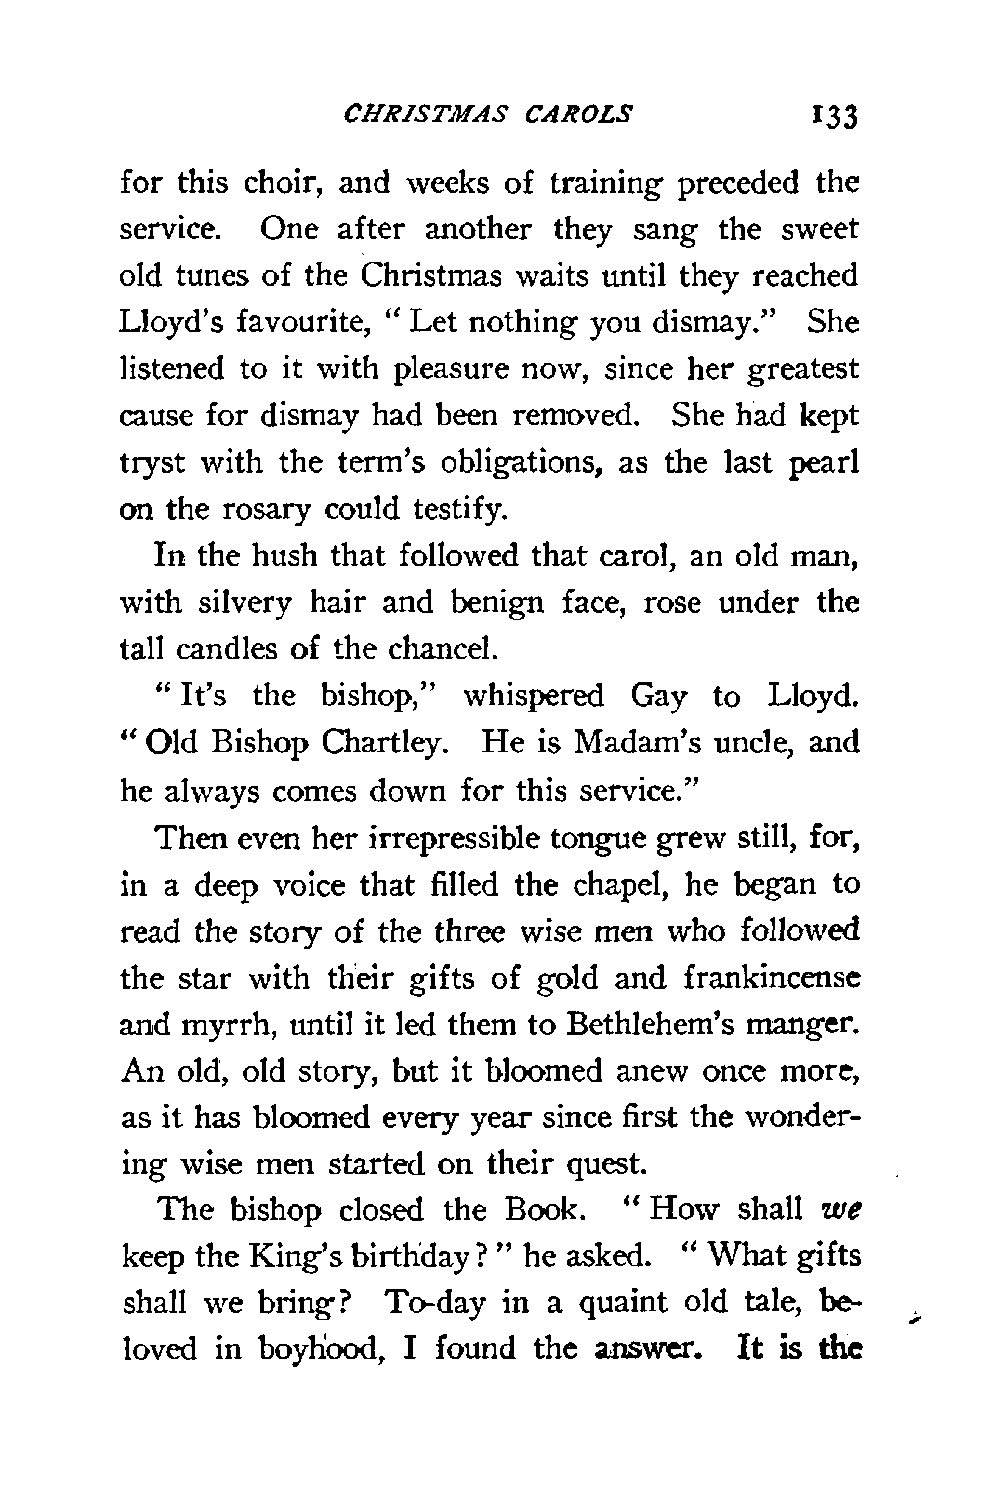 CHRISTMAS CAROLS 133
for this choir, and weeks of training preceded the
service. One after another they sang the sweet
old tunes of the Christmas waits until they reached
Lloyd's favourite, “ Let nothing you dismay.” She
listened to it with pleasure now, since her greatest
cause for dismay had been removed. She had kept
tryst with the term's obligations, as the last pearl
on the rosary could testify.
In the hush that followed that carol, an old man,
with silvery hair and benign face, rose under the
tall candles of the chancel.
“ It's the bishop,” whispered Gay to Lloyd.
“ Old Bishop Chartley. He is Madam's uncle, and
he always comes down for this service.”
Then even her irrepressible tongue grew still, for,
in a deep voice that filled the chapel, he began to
read the story of the three wise men who followed
the star with their gifts of gold and frankincense
and myrrh, until it led them to Bethlehem's manger.
An old, old story, but it bloomed anew once more,
as it has bloomed every year since first the wonder-
ing wise men started on their quest.
The bishop closed the Book. “ How shall we
keep the King's birthday ? ” he asked. “ What gifts
shall we bring? To-day in a quaint old tale, be-
loved in boyhood, I found the answer. It is the